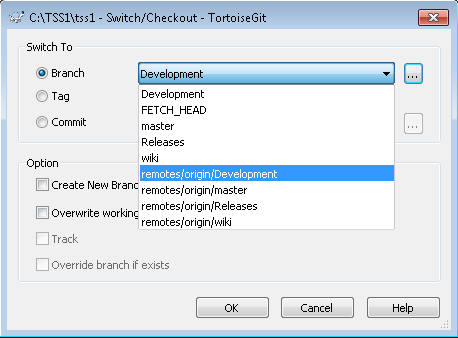 C:\TSS1\tss1 - Switch/Checkout - TortoiseGit
Switch To
Branch
Development
...
Development
Tag
FETCH_HEAD
master
Commit
...
Releases
wiki
Option
remotes/origin/Development
Create New Branc
remotes/origin/master
remotes/origin/Releases
Overwrite working
remotes/origin/wiki
Track
Override branch if exists
OK
Cancel
Help